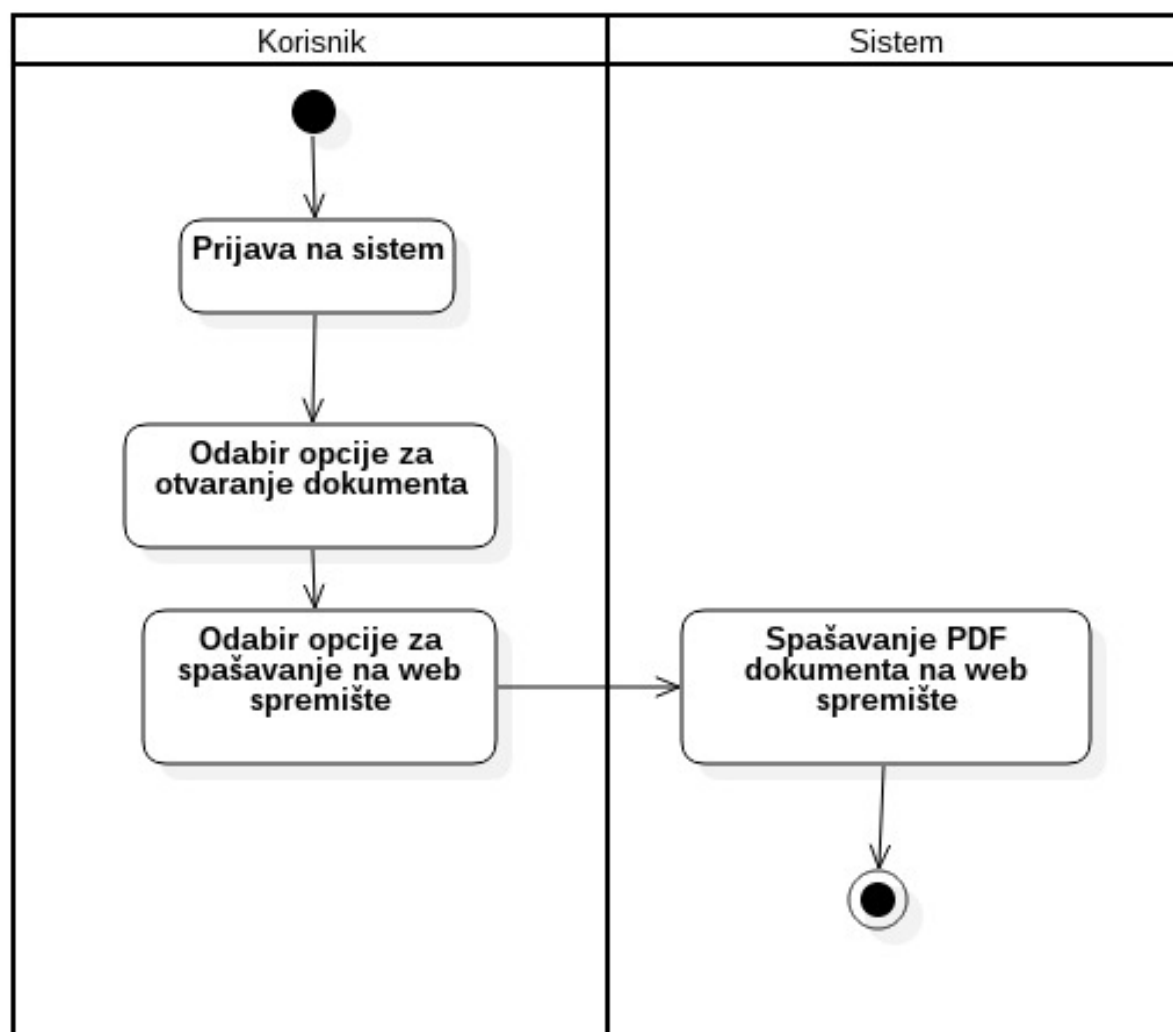 Korisnik
Sistem
Prijava na sistem
Odabir opcije za
otvaranje dokumenta
Odabir opcije za
spašavanje na web
spremište
Spašavanje PDF
dokumenta na web
spremište